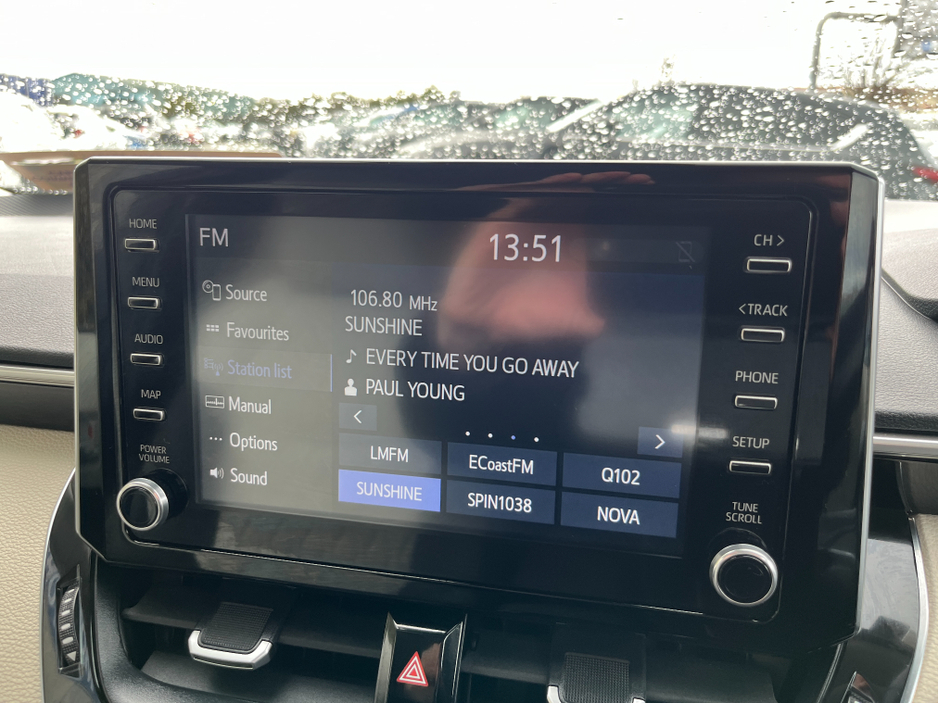 HOME
MENU
AUDIO
MAP
POWER
VOLUME
FM
13:51
Source
Favourites
Station list
Manual
Options
Sound
106.80 MHz
SUNSHINE
EVERY TIME YOU GO AWAY
PAUL YOUNG
LMFM
ECoastFM
Q102
SUNSHINE
SPIN1038
NOVA
CH >
< TRACK
PHONE
SETUP
TUNE
SCROLL